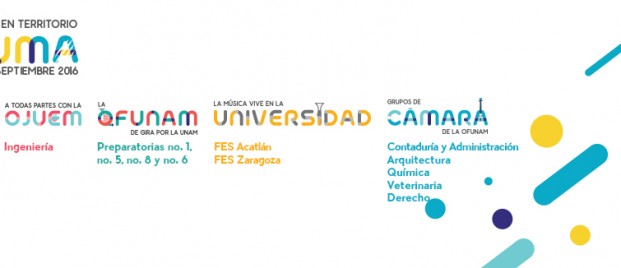 EN TERRITORIO
UMA
SEPTIEMBRE 2016
A TODAS PARTES CON LA
OJUEM
Ingeniería
LA
OFUNAM
DE GIRA POR LA UNAM
Preparatorias no. 1,
no. 5, no. 8 y no. 6
LA MÚSICA VIVE EN LA
UNIVERSIDAD
FES Acatlán
FES Zaragoza
GRUPOS DE
CÁMARA
DE LA OFUNAM
Contaduría y Administración
Arquitectura
Química
Veterinaria
Derecho